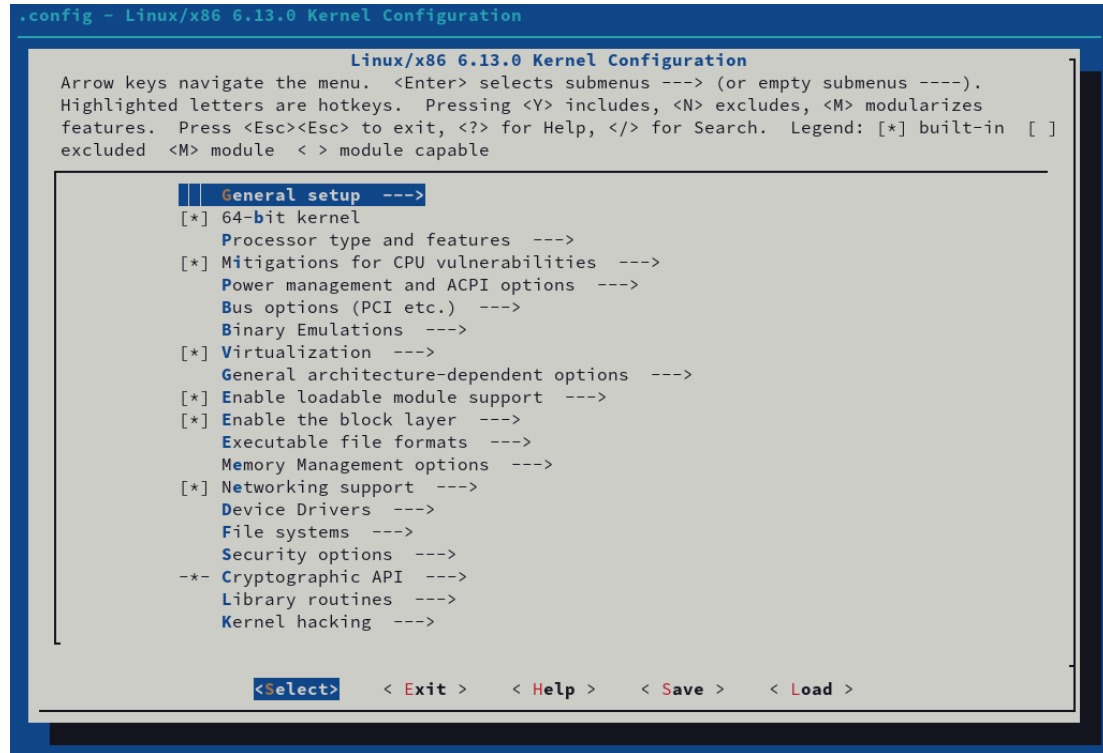 .config - Linux/x86 6.13.0 Kernel Configuration
Linux/x86 6.13.0 Kernel Configuration
Arrow keys navigate the menu.  <Enter> selects submenus ---> (or empty submenus ----).
Highlighted letters are hotkeys.  Pressing <Y> includes, <N> excludes, <M> modularizes
features.  Press <Esc><Esc> to exit, <?> for Help, </> for Search.  Legend: [*] built-in  [ ]
excluded  <M> module  < > module capable
General setup  --->
[*] 64-bit kernel
Processor type and features  --->
[*] Mitigations for CPU vulnerabilities  --->
Power management and ACPI options  --->
Bus options (PCI etc.)  --->
Binary Emulations  --->
[*] Virtualization  --->
General architecture-dependent options  --->
[*] Enable loadable module support  --->
[*] Enable the block layer  --->
Executable file formats  --->
Memory Management options  --->
[*] Networking support  --->
Device Drivers  --->
File systems  --->
Security options  --->
-*- Cryptographic API  --->
Library routines  --->
Kernel hacking  --->
<Select>    < Exit >    < Help >    < Save >    < Load >